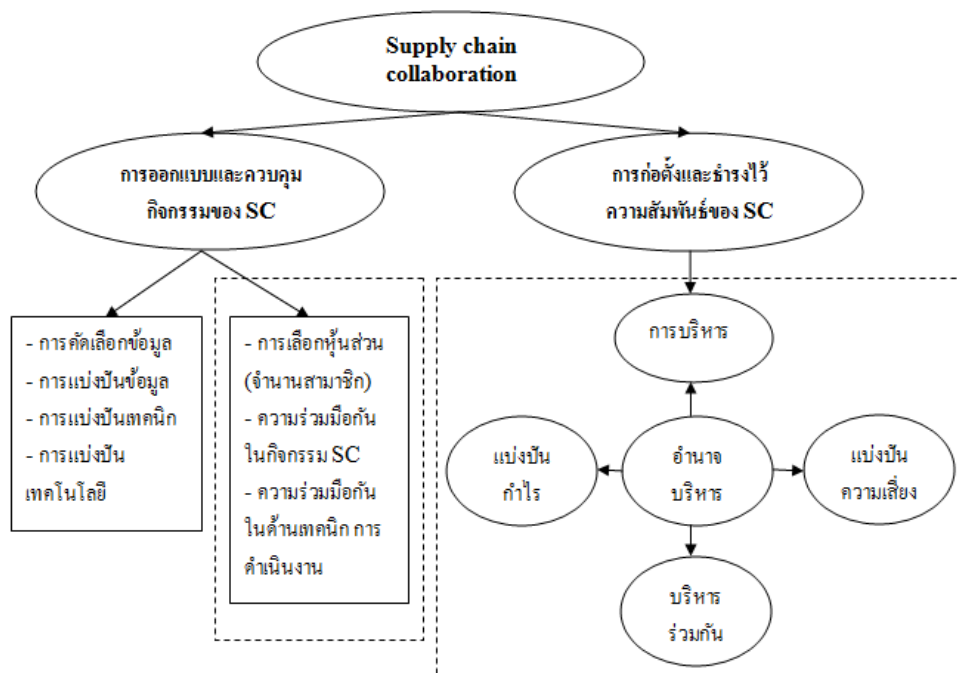 Supply chain
collaboration
การออกแบบและควบคุม
กิจกรรมของ SC
การก่อตั้งและธำรงไว้
ความสัมพันธ์ของ SC
- การคัดเลือกข้อมูล
- การแบ่งปันข้อมูล
- การแบ่งปันเทคนิก
- การแบ่งปัน
เทคโนโลยี
- การเลือกหุ้นส่วน
(จำนานสามาชิก)
- ความร่วมมือกัน
ในกิจกรรม SC
- ความร่วมมือกัน
ในด้านเทคนิก การ
ดำเนินงาน
การบริหาร
แบ่งปัน
กำไร
อำนาจ
บริหาร
แบ่งปัน
ความเสี่ยง
บริหาร
ร่วมกัน